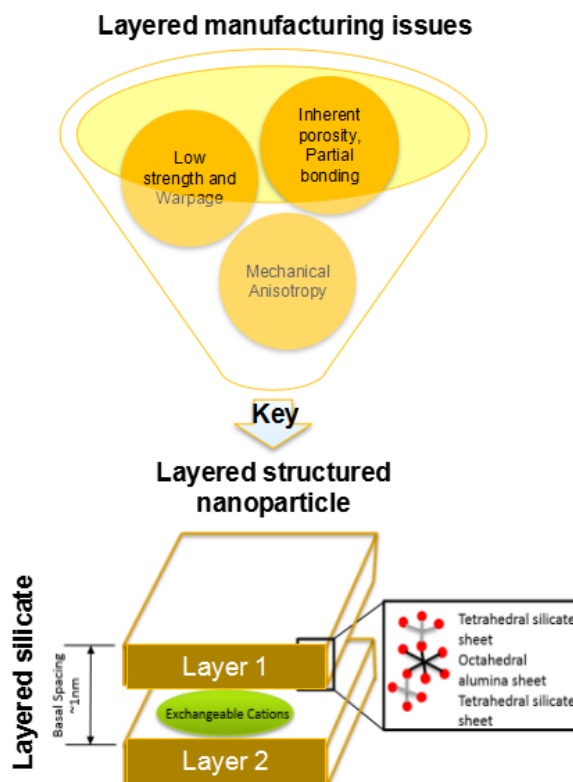 Layered manufacturing issues
Inherent
porosity,
Partial
bonding
Low
strength and
Warpage
Mechanical
Anisotropy
Key
Layered structured
nanoparticle
Layered silicate
Basal Spacing
~1nm
Layer 1
Exchangeable Cations
Layer 2
Tetrahedral silicate
sheet
Octahedral
alumina sheet
Tetrahedral silicate
sheet